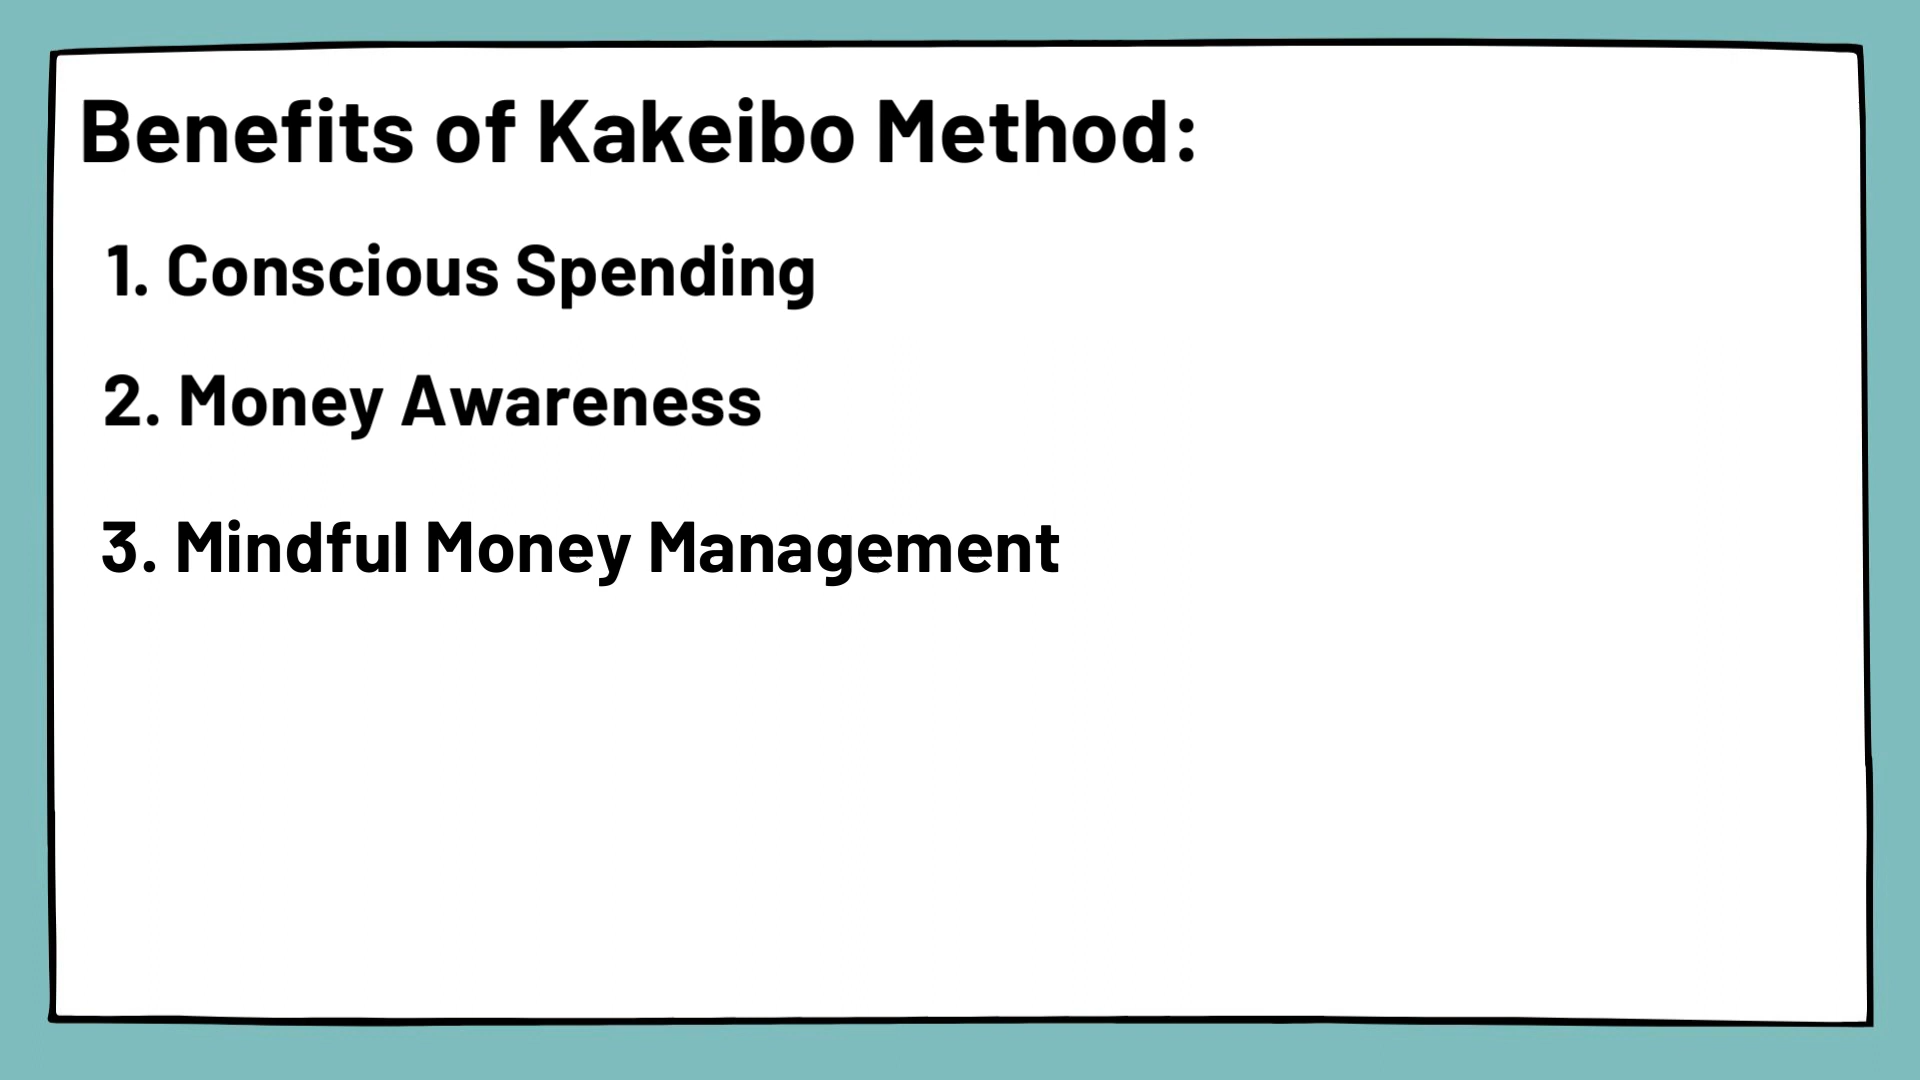 Benefits of Kakeibo Method:
1. Conscious Spending
2. Money Awareness
3. Mindful Money Management